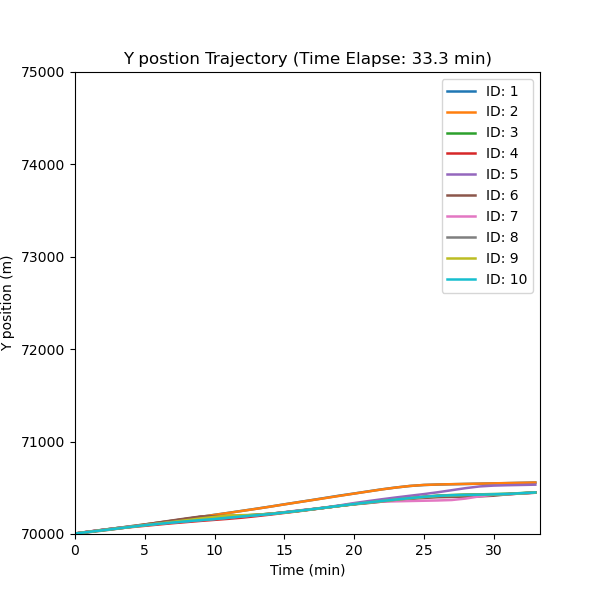 Y postion Trajectory (Time Elapse: 33.3 min)
75000
74000
73000
72000
71000
70000
Y position (m)
ID: 1
ID: 2
ID: 3
ID: 4
ID: 5
ID: 6
ID: 7
ID: 8
ID: 9
ID: 10
0 5 10 15 20 25 30
Time (min)